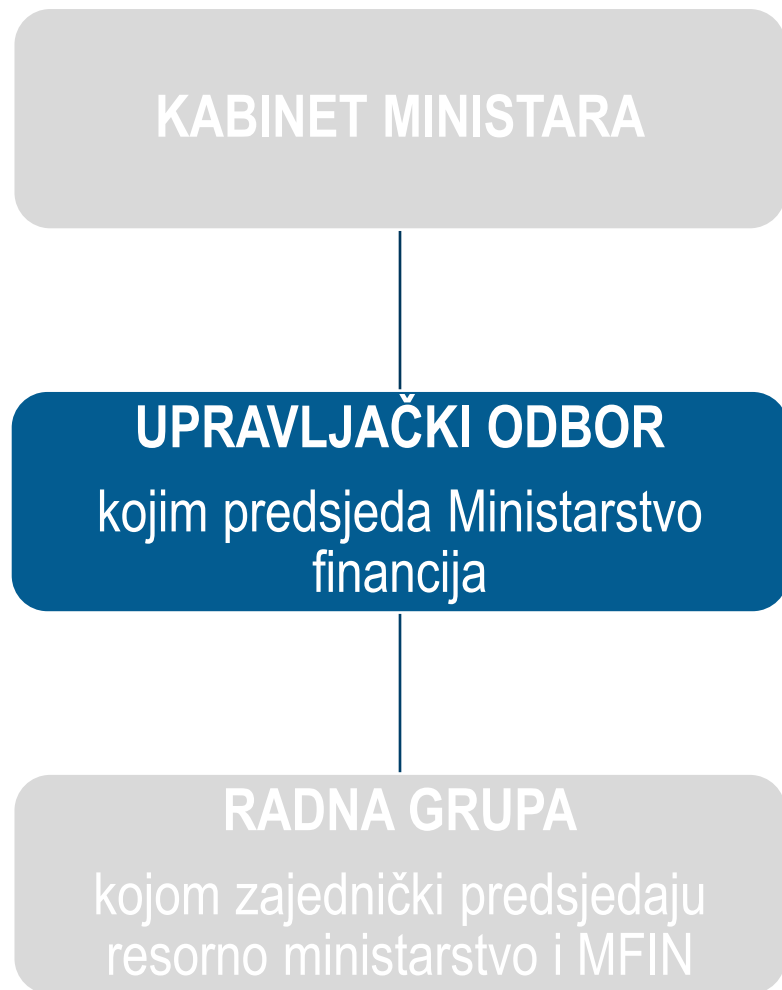 KABINET MINISTARA
UPRAVLJAČKI ODBOR
kojim predsjeda Ministarstvo
financija
RADNA GRUPA
kojom zajednički predsjedaju
resorno ministarstvo i MFIN